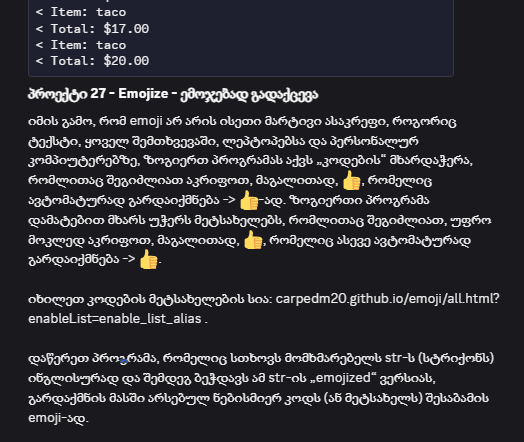 < Item: taco
< Total: $17.00
< Item: taco
< Total: $20.00
პროექტი 27 - Emojize - ემოჯებად გადაქცევა
იმის გამო, რომ emoji არ არის ისეთი მარტივი ასაკრეფი, როგორიც
ტექსტი, ყოველ შემთხვევაში, ლეპტოპებსა და პერსონალურ
კომპიუტერებზე, ზოგიერთ პროგრამას აქვს „კოდების“ მხარდაჭერა,
რომლითაც შეგიძლიათ აკრიფოთ, მაგალითად, 👍, რომელიც
ავტომატურად გარდაიქმნება -> 👍-ად. ზოგიერთი პროგრამა
დამატებით მხარს უჭერს მეტსახელებს, რომლითაც შეგიძლიათ, უფრო
მოკლედ აკრიფოთ, მაგალითად, 👍, რომელიც ასევე ავტომატურად
გარდაიქმნება -> 👍.
იხილეთ კოდების მეტსახელების სია: carpedm20.github.io/emoji/all.html?
enableList=enable_list_alias .
დაწერეთ პროგრამა, რომელიც სთხოვს მომხმარებელს str-ს (სტრიქონს)
ინგლისურად და შემდეგ ბეჭდავს ამ str-ის „emojized“ ვერსიას,
გარდაქმნის მასში არსებულ ნებისმიერ კოდს (ან მეტსახელს) შესაბამის
emoji-ად.